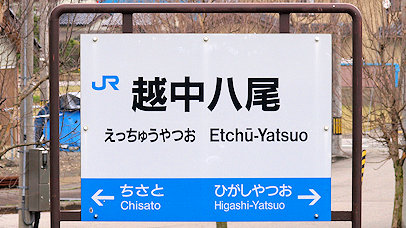 JR 越中八尾
えっちゅうやつお Etchū-Yatsuo
← ちさと ひがしやつお →
Chisato Higashi-Yatsuo